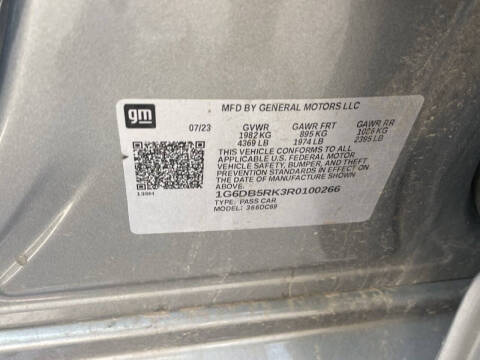 gm
MFD BY GENERAL MOTORS LLC
07/23 GVWR GAWR FRT GAWR RR
1982 KG 895 KG 1086 KG
4369 LB 1974 LB 2395 LB
THIS VEHICLE CONFORMS TO ALL
APPLICABLE U.S. FEDERAL MOTOR
VEHICLE SAFETY, BUMPER, AND THEFT
PREVENTION STANDARDS IN EFFECT ON
THE DATE OF MANUFACTURE SHOWN
ABOVE.
1G6DB5RK3R0100266
TYPE: PASS CAR
MODEL: 366DC69